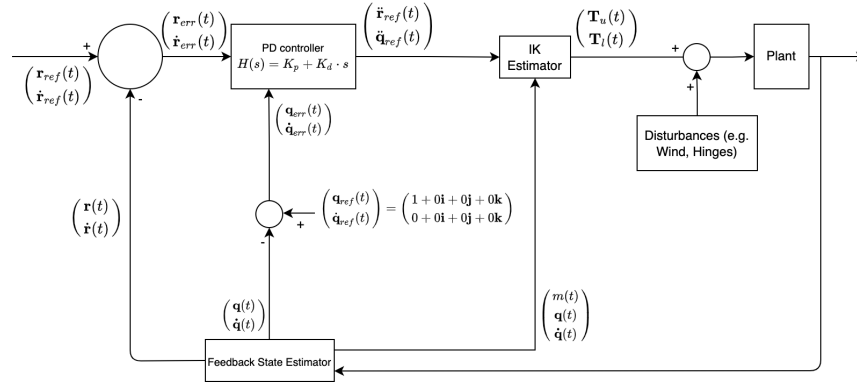 +
(𝐫_ref(t)
𝐫̇_ref(t))
-
(𝐫_err(t)
𝐫̇_err(t))
PD controller
H(s) = K_p + K_d · s
(𝐫̈_ref(t)
𝐪̈_ref(t))
IK
Estimator
(𝐓_u(t)
𝐓_l(t))
+
+
Plant
Disturbances (e.g.
Wind, Hinges)
(𝐪_err(t)
𝐪̇_err(t))
(𝐫(t)
𝐫̇(t))
-
+
(𝐪_ref(t)
𝐪̇_ref(t)) = (1 + 0𝐢 + 0𝐣 + 0𝐤
0 + 0𝐢 + 0𝐣 + 0𝐤)
(𝐪(t)
𝐪̇(t))
(m(t)
𝐪(t)
𝐪̇(t))
Feedback State Estimator